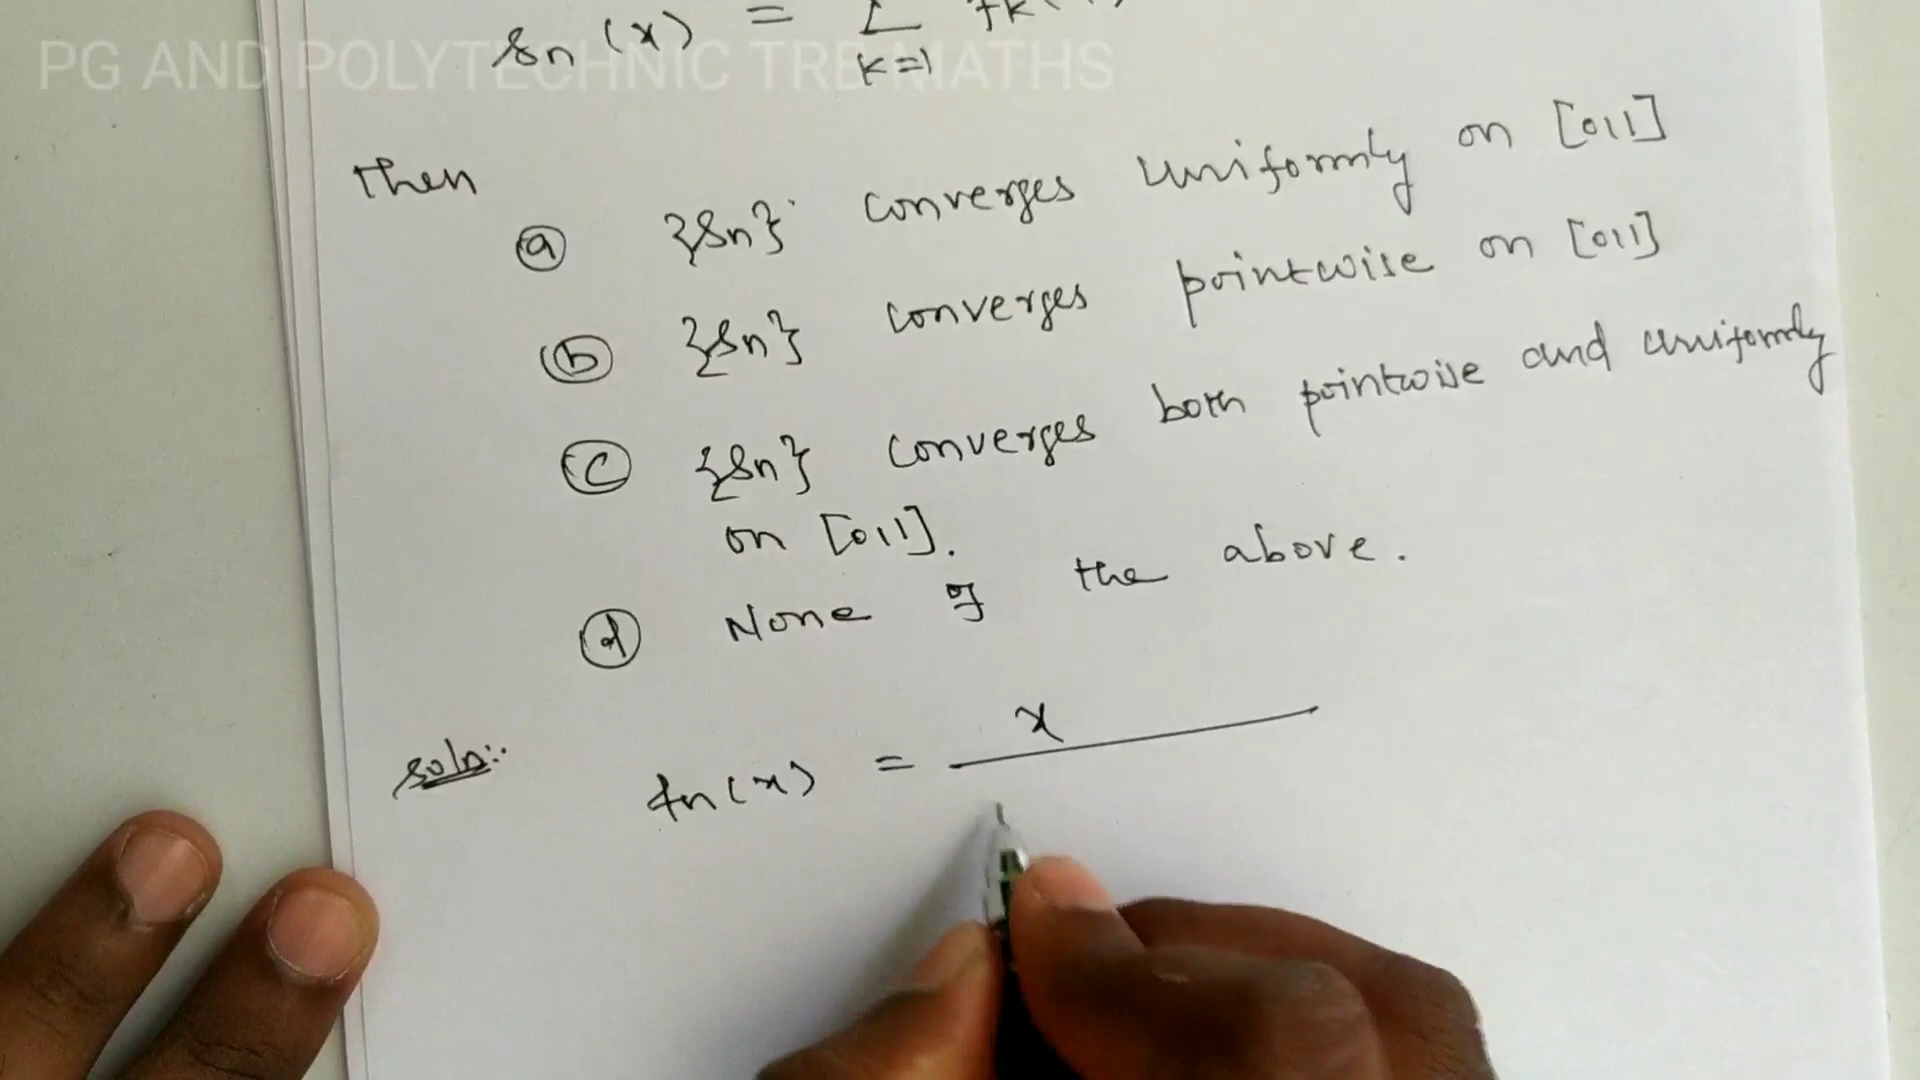 Sn(x) = Σ fk(
k=1
PG AND POLYTECHNIC TRB MATHS
Then
(a) {Sn} converges uniformly on [0,1]
(b) {Sn} converges pointwise on [0,1]
(c) {Sn} converges both pointwise and uniformly
on [0,1].
(d) None of the above.
soln:- fn(x) = x